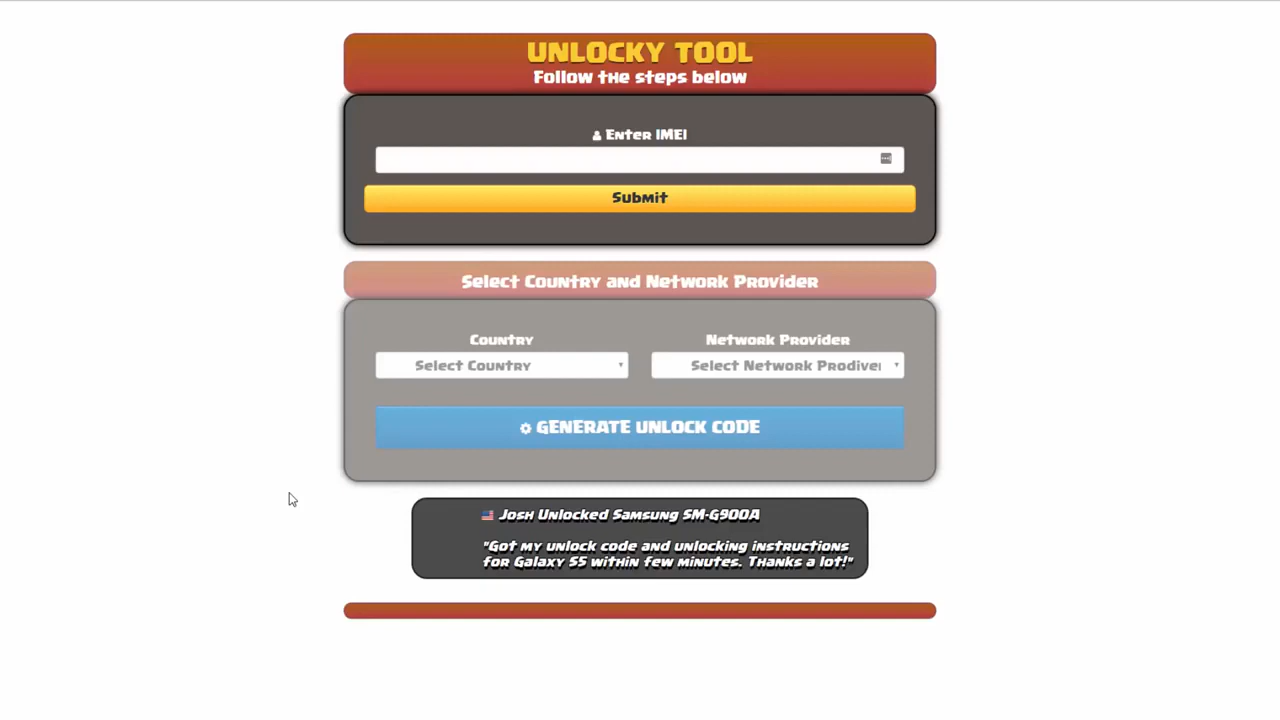 UNLOCKY TOOL
Follow the steps below
Enter IMEI
Submit
Select Country and Network Provider
Country
Network Provider
Select Country
Select Network Prodiver
GENERATE UNLOCK CODE
Josh Unlocked Samsung SM-G900A
"Got my unlock code and unlocking instructions
for Galaxy S5 within few minutes. Thanks a lot!"